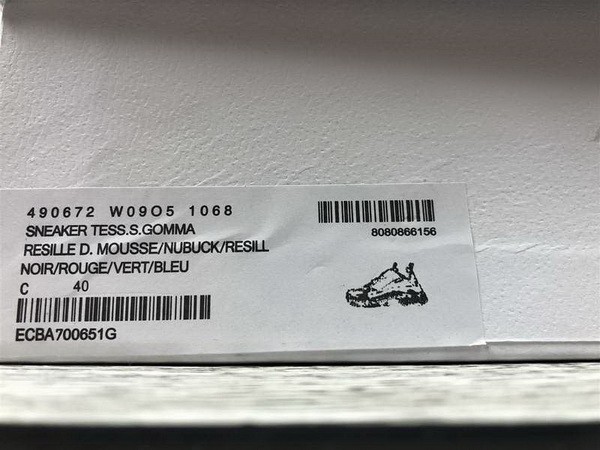 490672 W09O5 1068
SNEAKER TESS.S.GOMMA
RESILLE D. MOUSSE/NUBUCK/RESILL
NOIR/ROUGE/VERT/BLEU
C 40
ECBA700651G
8080866156